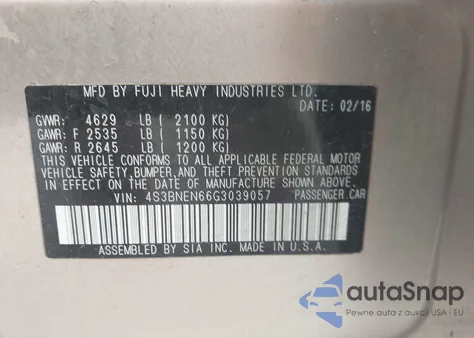 MFD BY FUJI HEAVY INDUSTRIES LTD.
DATE: 02/16
GVWR: 4629 LB ( 2100 KG)
GAWR: F 2535 LB ( 1150 KG)
GAWR: R 2645 LB ( 1200 KG)
THIS VEHICLE CONFORMS TO ALL APPLICABLE FEDERAL MOTOR
VEHICLE SAFETY, BUMPER, AND THEFT PREVENTION
STANDARDS IN EFFECT ON THE DATE OF MANUFACTURE
SHOWN ABOVE.
VIN: 4S3BNEN66G3039057 PASSENGER CAR
ASSEMBLED BY SIA INC. MADE IN U.S.A.
autoSnap
Pewne auta z aukcji USA - EU